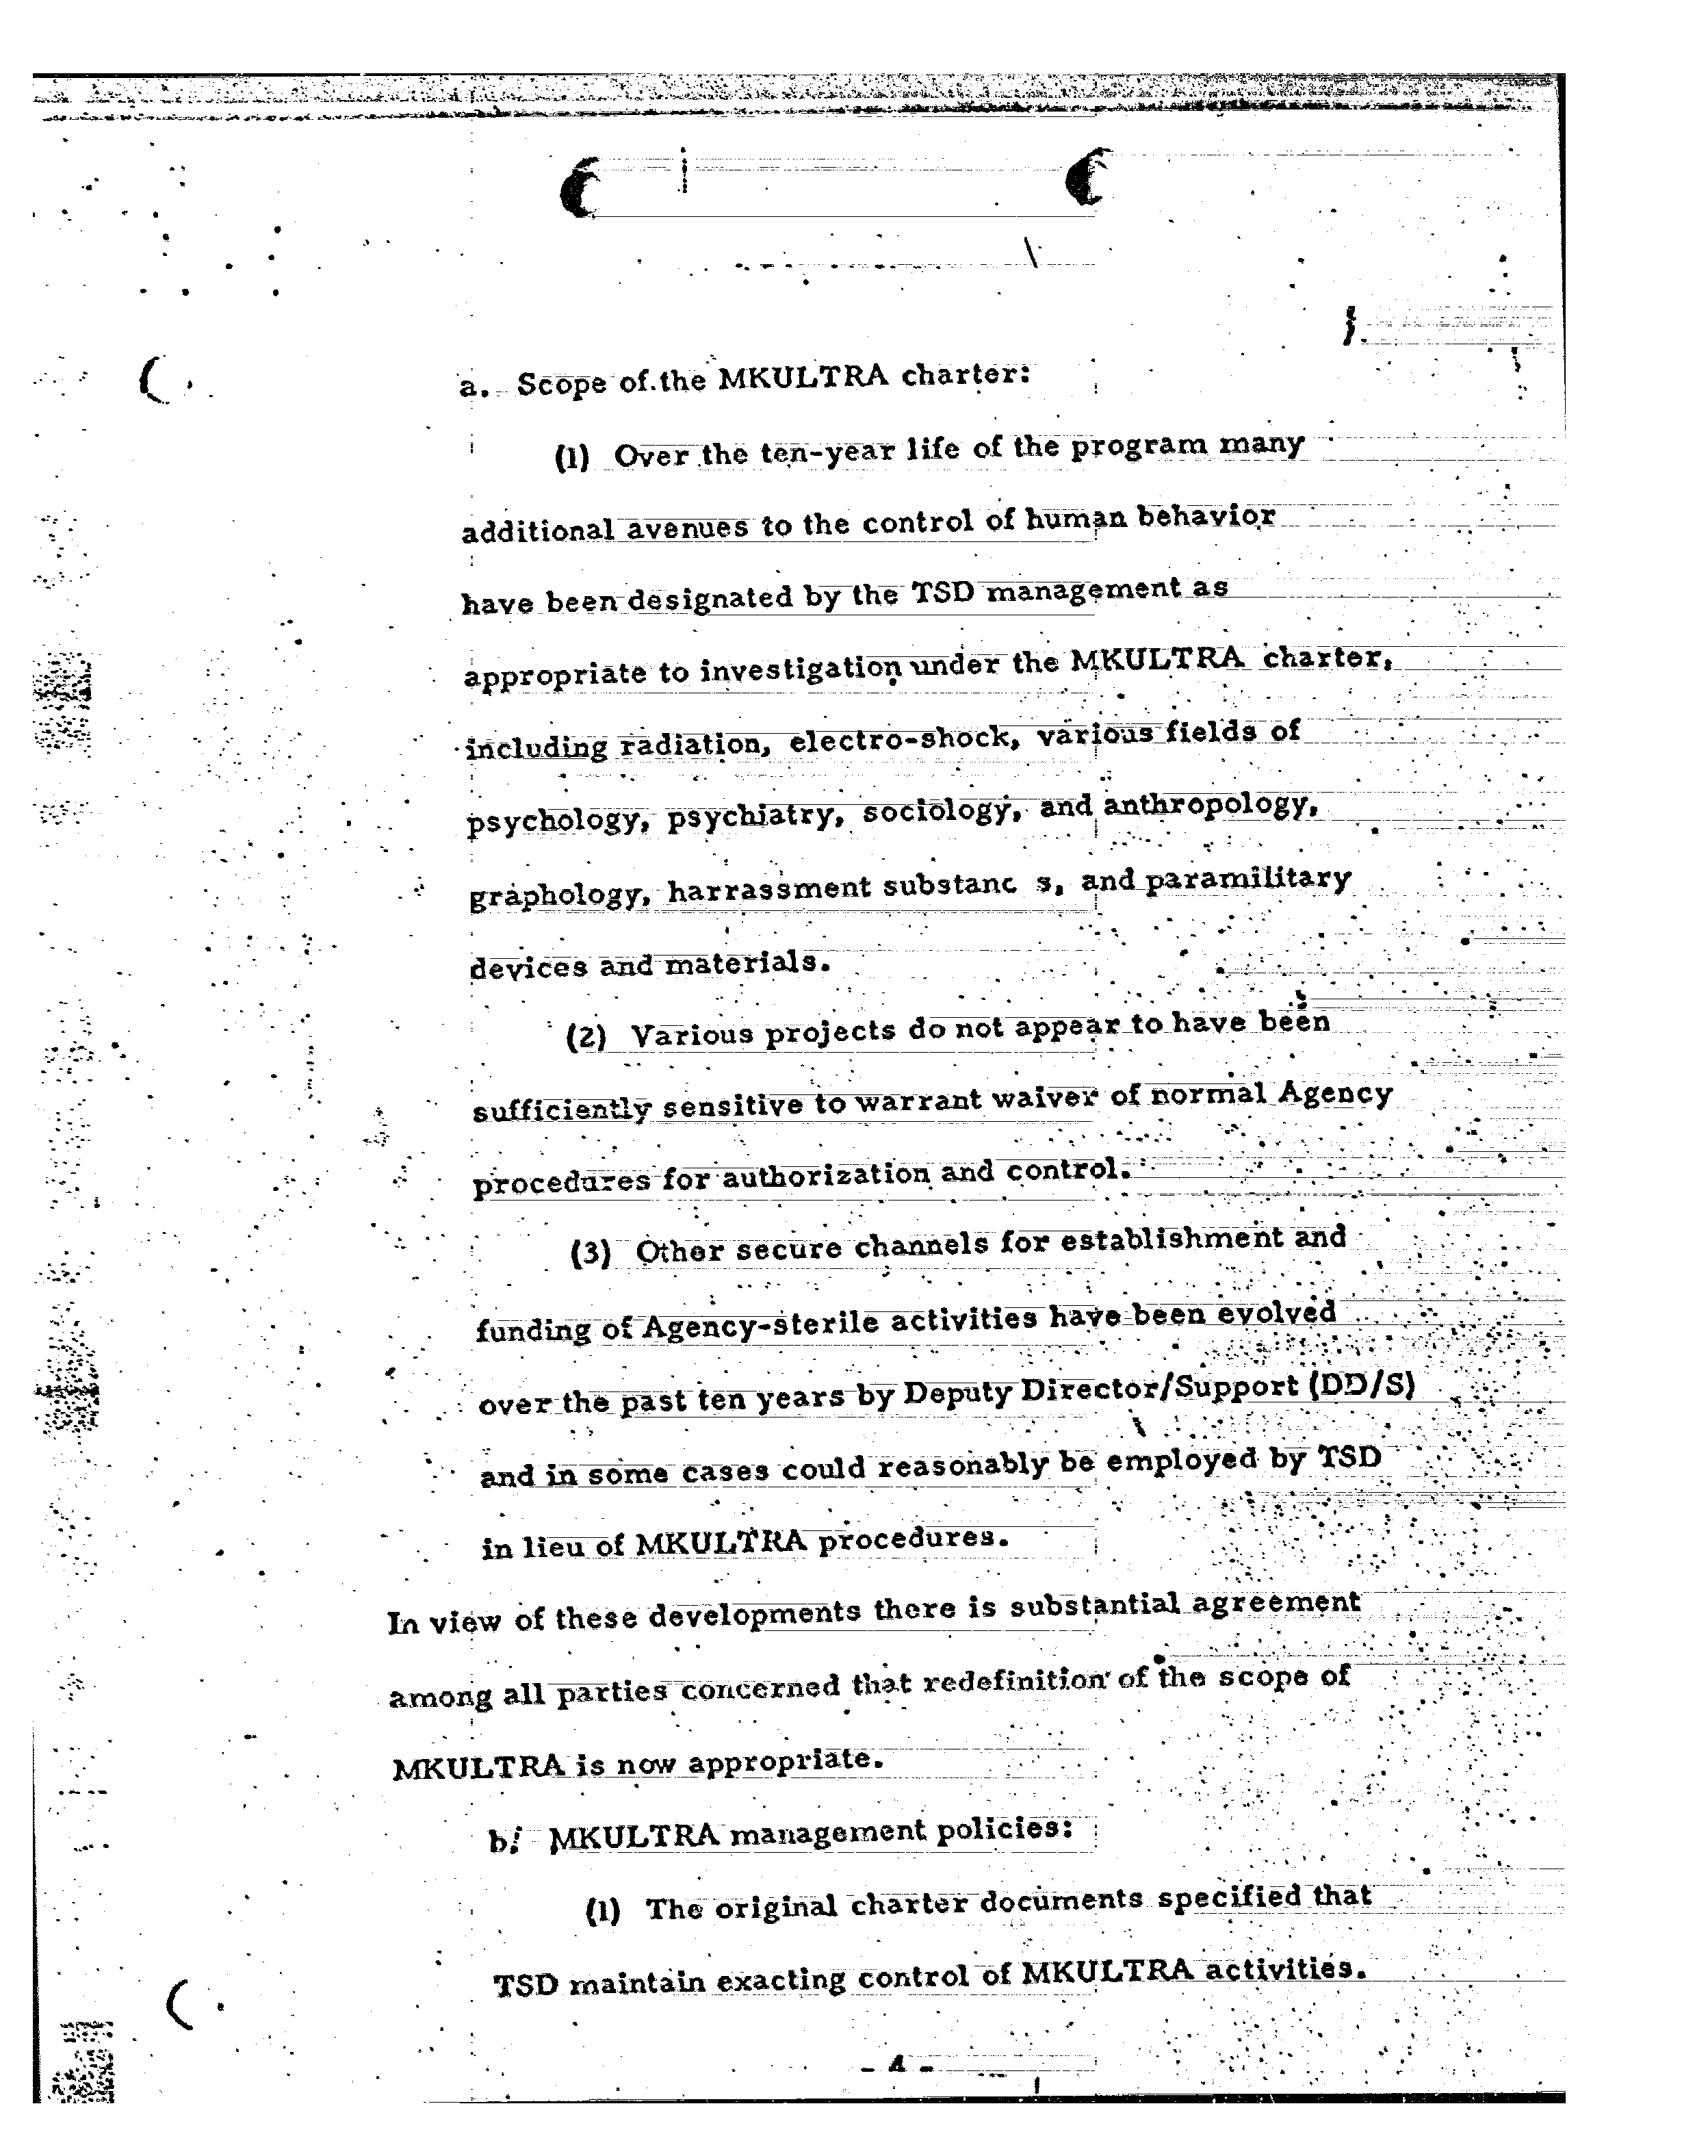 a. Scope of the MKULTRA charter:
(1) Over the ten-year life of the program many
additional avenues to the control of human behavior
have been designated by the TSD management as
appropriate to investigation under the MKULTRA charter,
including radiation, electro-shock, various fields of
psychology, psychiatry, sociology, and anthropology,
graphology, harrassment substanc s, and paramilitary
devices and materials.
(2) Various projects do not appear to have been
sufficiently sensitive to warrant waiver of normal Agency
procedures for authorization and control.
(3) Other secure channels for establishment and
funding of Agency-sterile activities have been evolved
over the past ten years by Deputy Director/Support (DD/S)
and in some cases could reasonably be employed by TSD
in lieu of MKULTRA procedures.
In view of these developments there is substantial agreement
among all parties concerned that redefinition of the scope of
MKULTRA is now appropriate.
b. MKULTRA management policies:
(1) The original charter documents specified that
TSD maintain exacting control of MKULTRA activities.
- 4 -